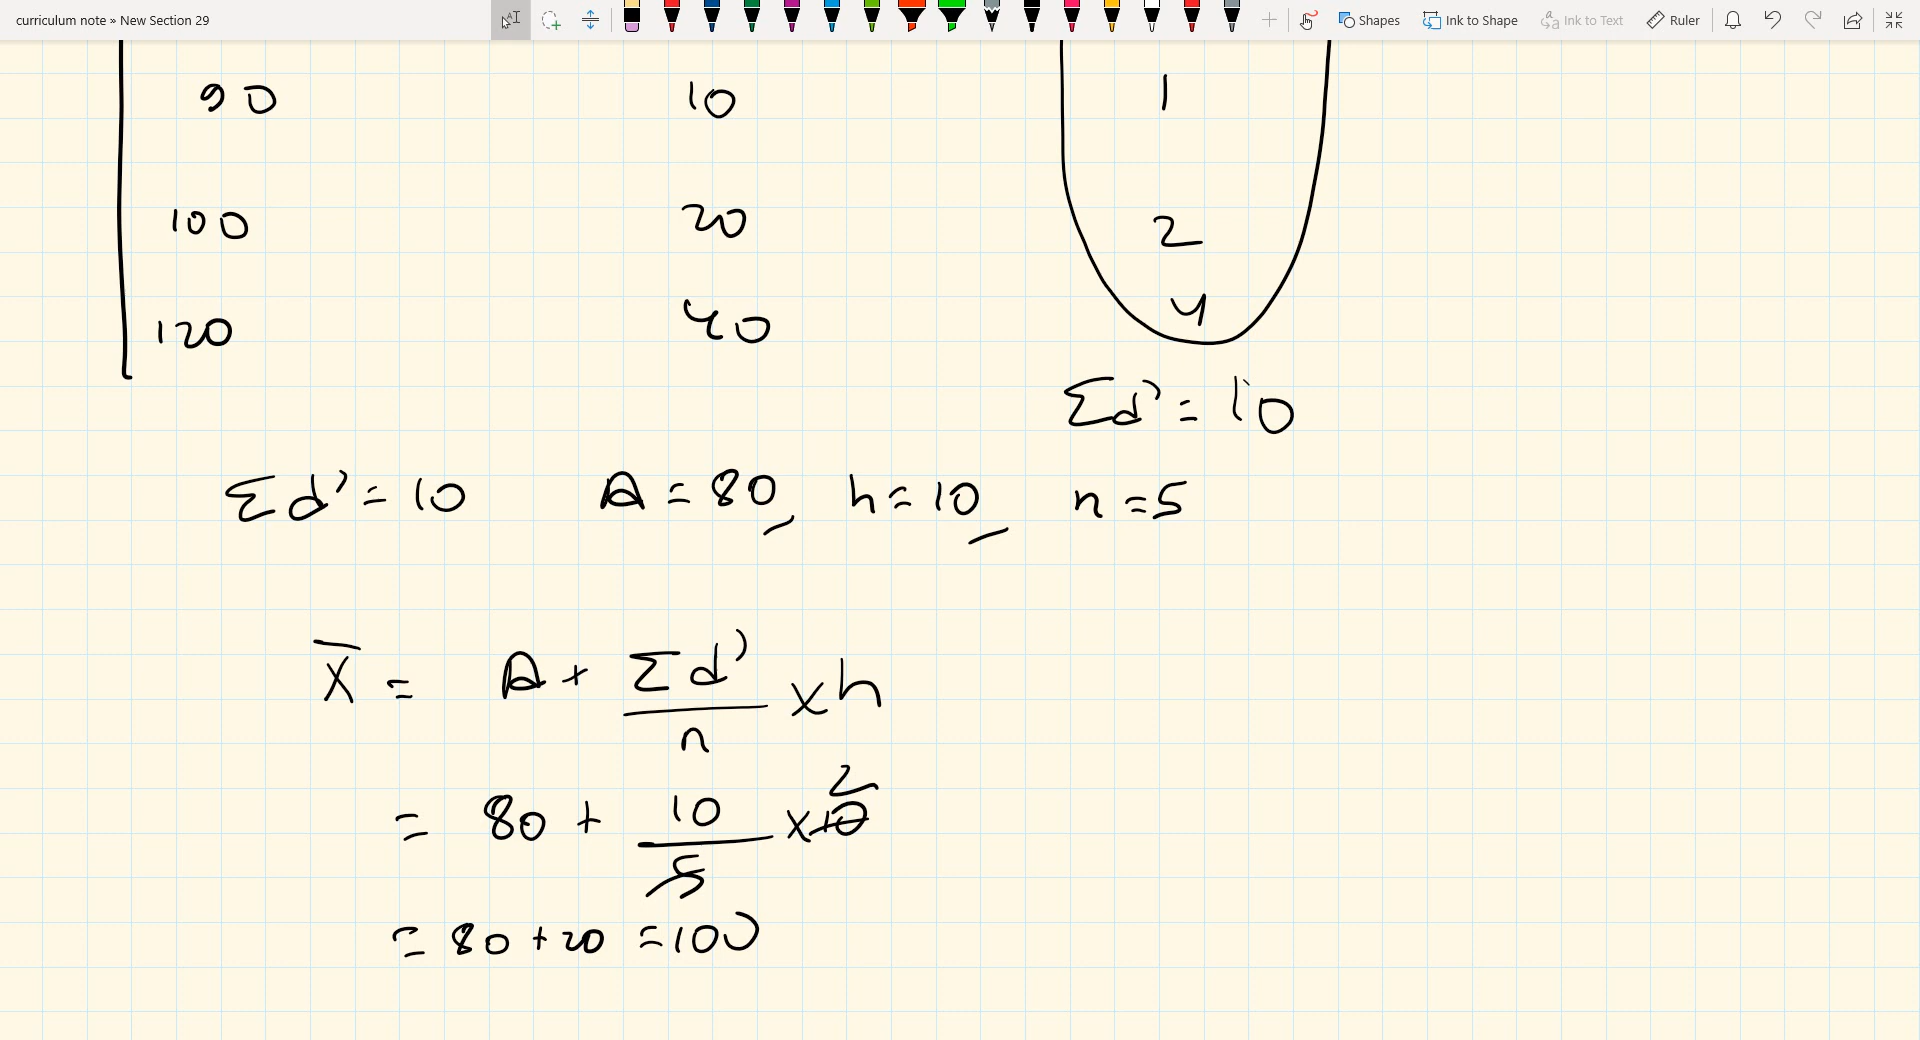 curriculum note » New Section 29
Shapes Ink to Shape Ink to Text Ruler
90 10 1
100 20 2
120 40 4
Σd' = 10
Σd' = 10 A = 80, h = 10, n = 5
X̄ = A + Σd'/n × h
= 80 + 10/5 × 10 2
= 80 + 20 = 100